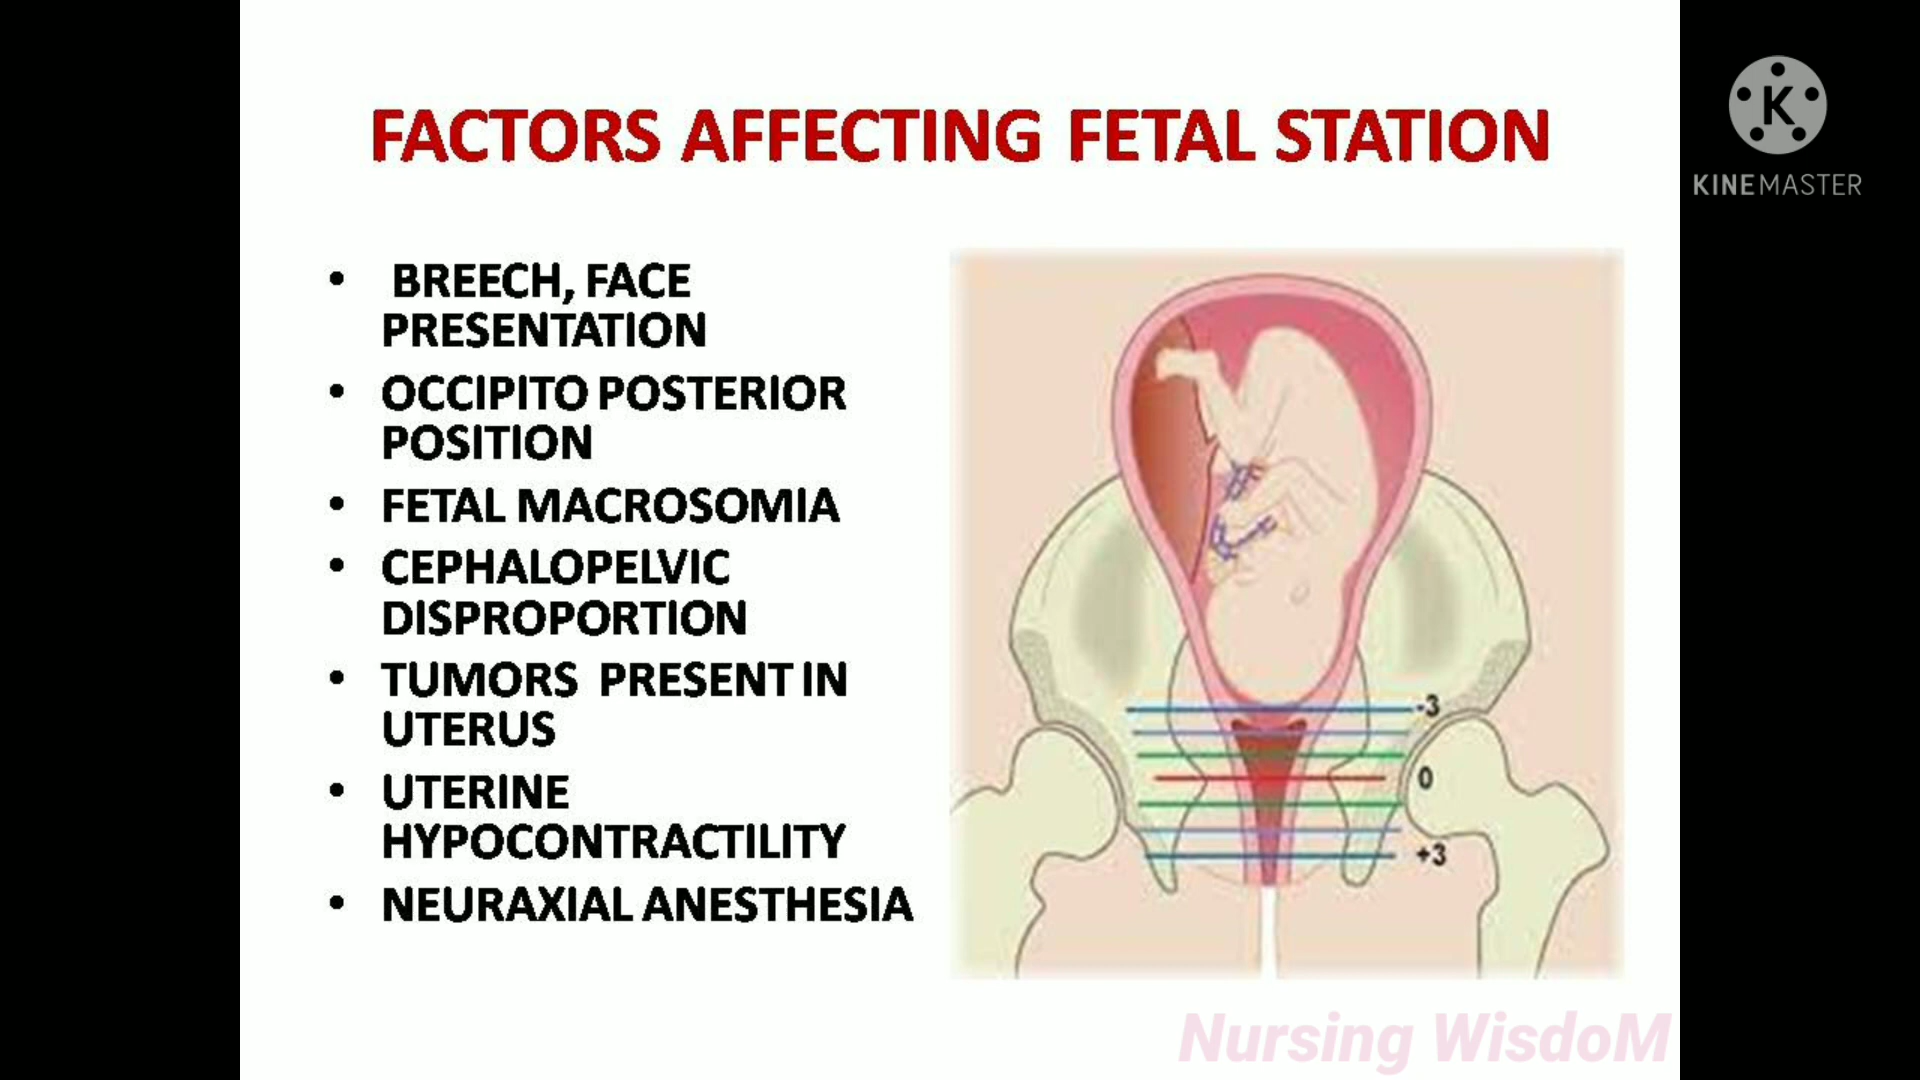 FACTORS AFFECTING FETAL STATION
K
KINEMASTER
• BREECH, FACE
PRESENTATION
• OCCIPITO POSTERIOR
POSITION
• FETAL MACROSOMIA
• CEPHALOPELVIC
DISPROPORTION
• TUMORS PRESENT IN
UTERUS
• UTERINE
HYPOCONTRACTILITY
• NEURAXIAL ANESTHESIA
-3
0
+3
Nursing WisdoM